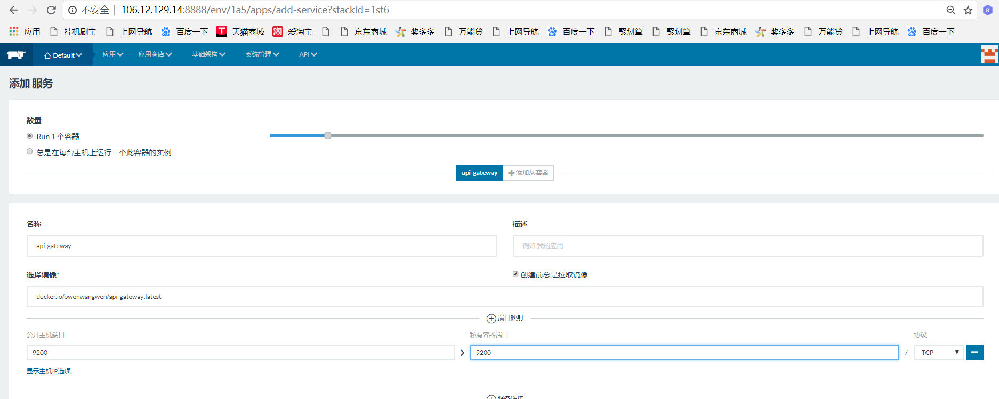 不安全 106.12.129.14:8888/env/1a5/apps/add-service?stackId=1st6
应用 挂机刷宝 上网导航 百度一下 天猫商城 爱淘宝 京东商城 奖多多 万能贷 上网导航 百度一下 聚划算 聚划算 京东商城 奖多多 万能贷 上网导航 百度一下
Default 应用 应用商店 基础架构 系统管理 API
添加 服务
数量
Run 1 个容器
总是在每台主机上运行一个此容器的实例
api-gateway 添加从容器
名称 描述
api-gateway 例如:我的应用
选择镜像* 创建前总是拉取镜像
docker.io/owenwangwen/api-gateway:latest
端口映射
公开主机端口 私有容器端口 协议
9200 9200 / TCP
显示主机IP选项
服务链接